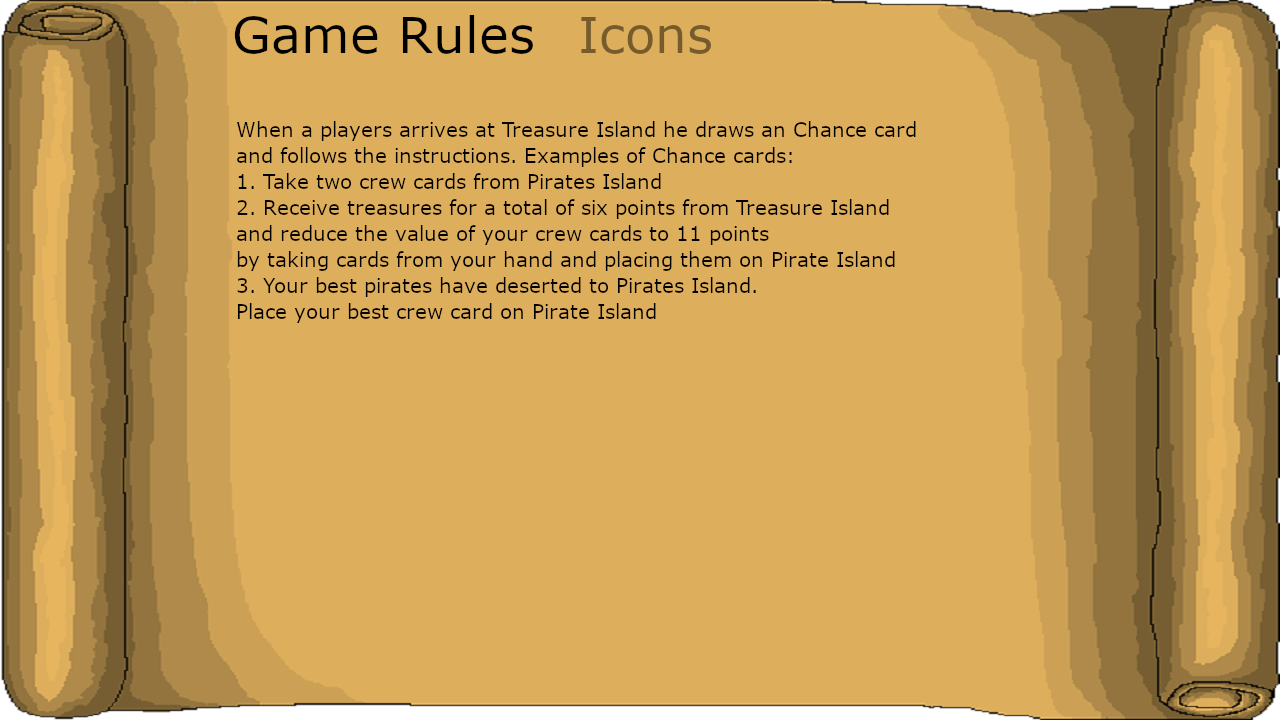 Game Rules Icons
When a players arrives at Treasure Island he draws an Chance card
and follows the instructions. Examples of Chance cards:
1. Take two crew cards from Pirates Island
2. Receive treasures for a total of six points from Treasure Island
and reduce the value of your crew cards to 11 points
by taking cards from your hand and placing them on Pirate Island
3. Your best pirates have deserted to Pirates Island.
Place your best crew card on Pirate Island